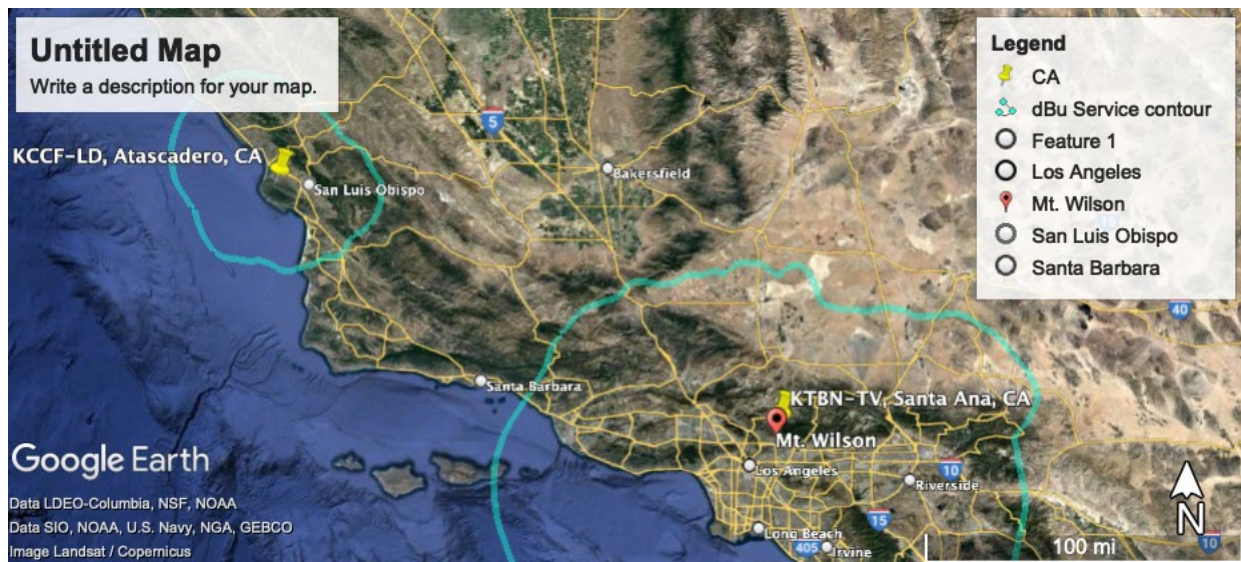 Untitled Map
Write a description for your map.
Legend
CA
dBu Service contour
Feature 1
Los Angeles
Mt. Wilson
San Luis Obispo
Santa Barbara
5
KCCF-LD, Atascadero, CA
San Luis Obispo
Bakersfield
40
Santa Barbara
KTBN-TV, Santa Ana, CA
Mt. Wilson
Google Earth
Los Angeles
10
Riverside
Data LDEO-Columbia, NSF, NOAA
Data SIO, NOAA, U.S. Navy, NGA, GEBCO
Image Landsat / Copernicus
15
Long Beach
405
Irvine
100 mi
N
10